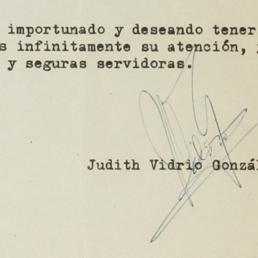 importunado y deseando tener
s infinitamente su atención,
y seguras servidoras.
Judith Vidrio Gonzál